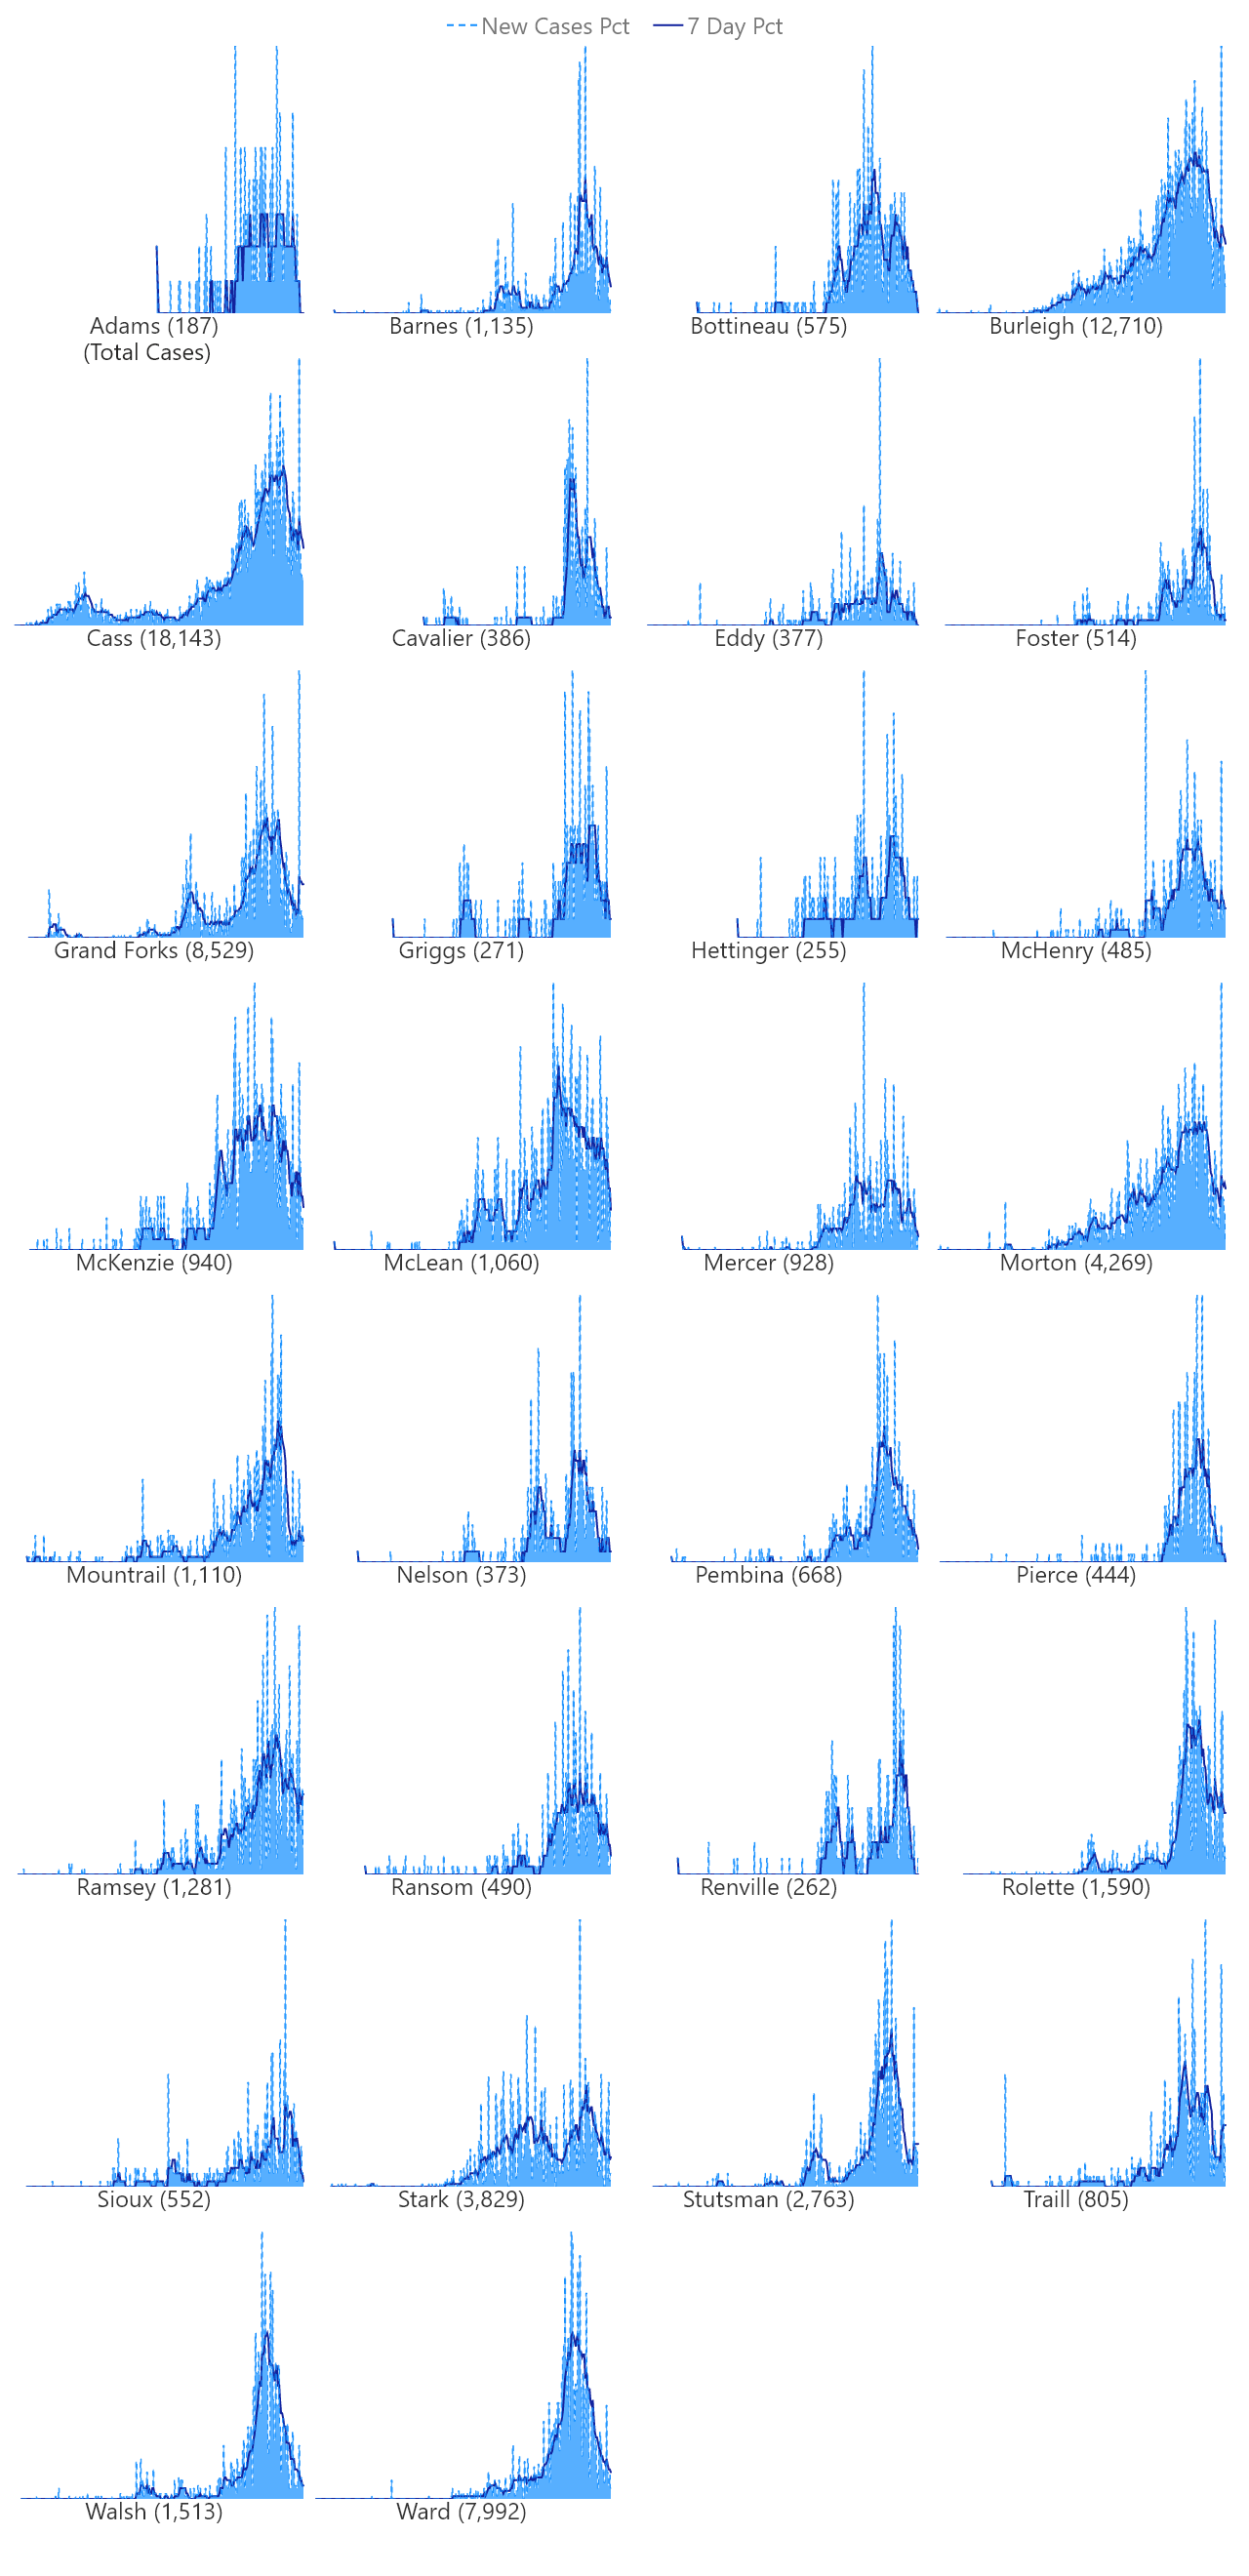 New Cases Pct 7 Day Pct
Adams (187)
(Total Cases)
Barnes (1,135)
Bottineau (575)
Burleigh (12,710)
Cass (18,143)
Cavalier (386)
Eddy (377)
Foster (514)
Grand Forks (8,529)
Griggs (271)
Hettinger (255)
McHenry (485)
McKenzie (940)
McLean (1,060)
Mercer (928)
Morton (4,269)
Mountrail (1,110)
Nelson (373)
Pembina (668)
Pierce (444)
Ramsey (1,281)
Ransom (490)
Renville (262)
Rolette (1,590)
Sioux (552)
Stark (3,829)
Stutsman (2,763)
Traill (805)
Walsh (1,513)
Ward (7,992)